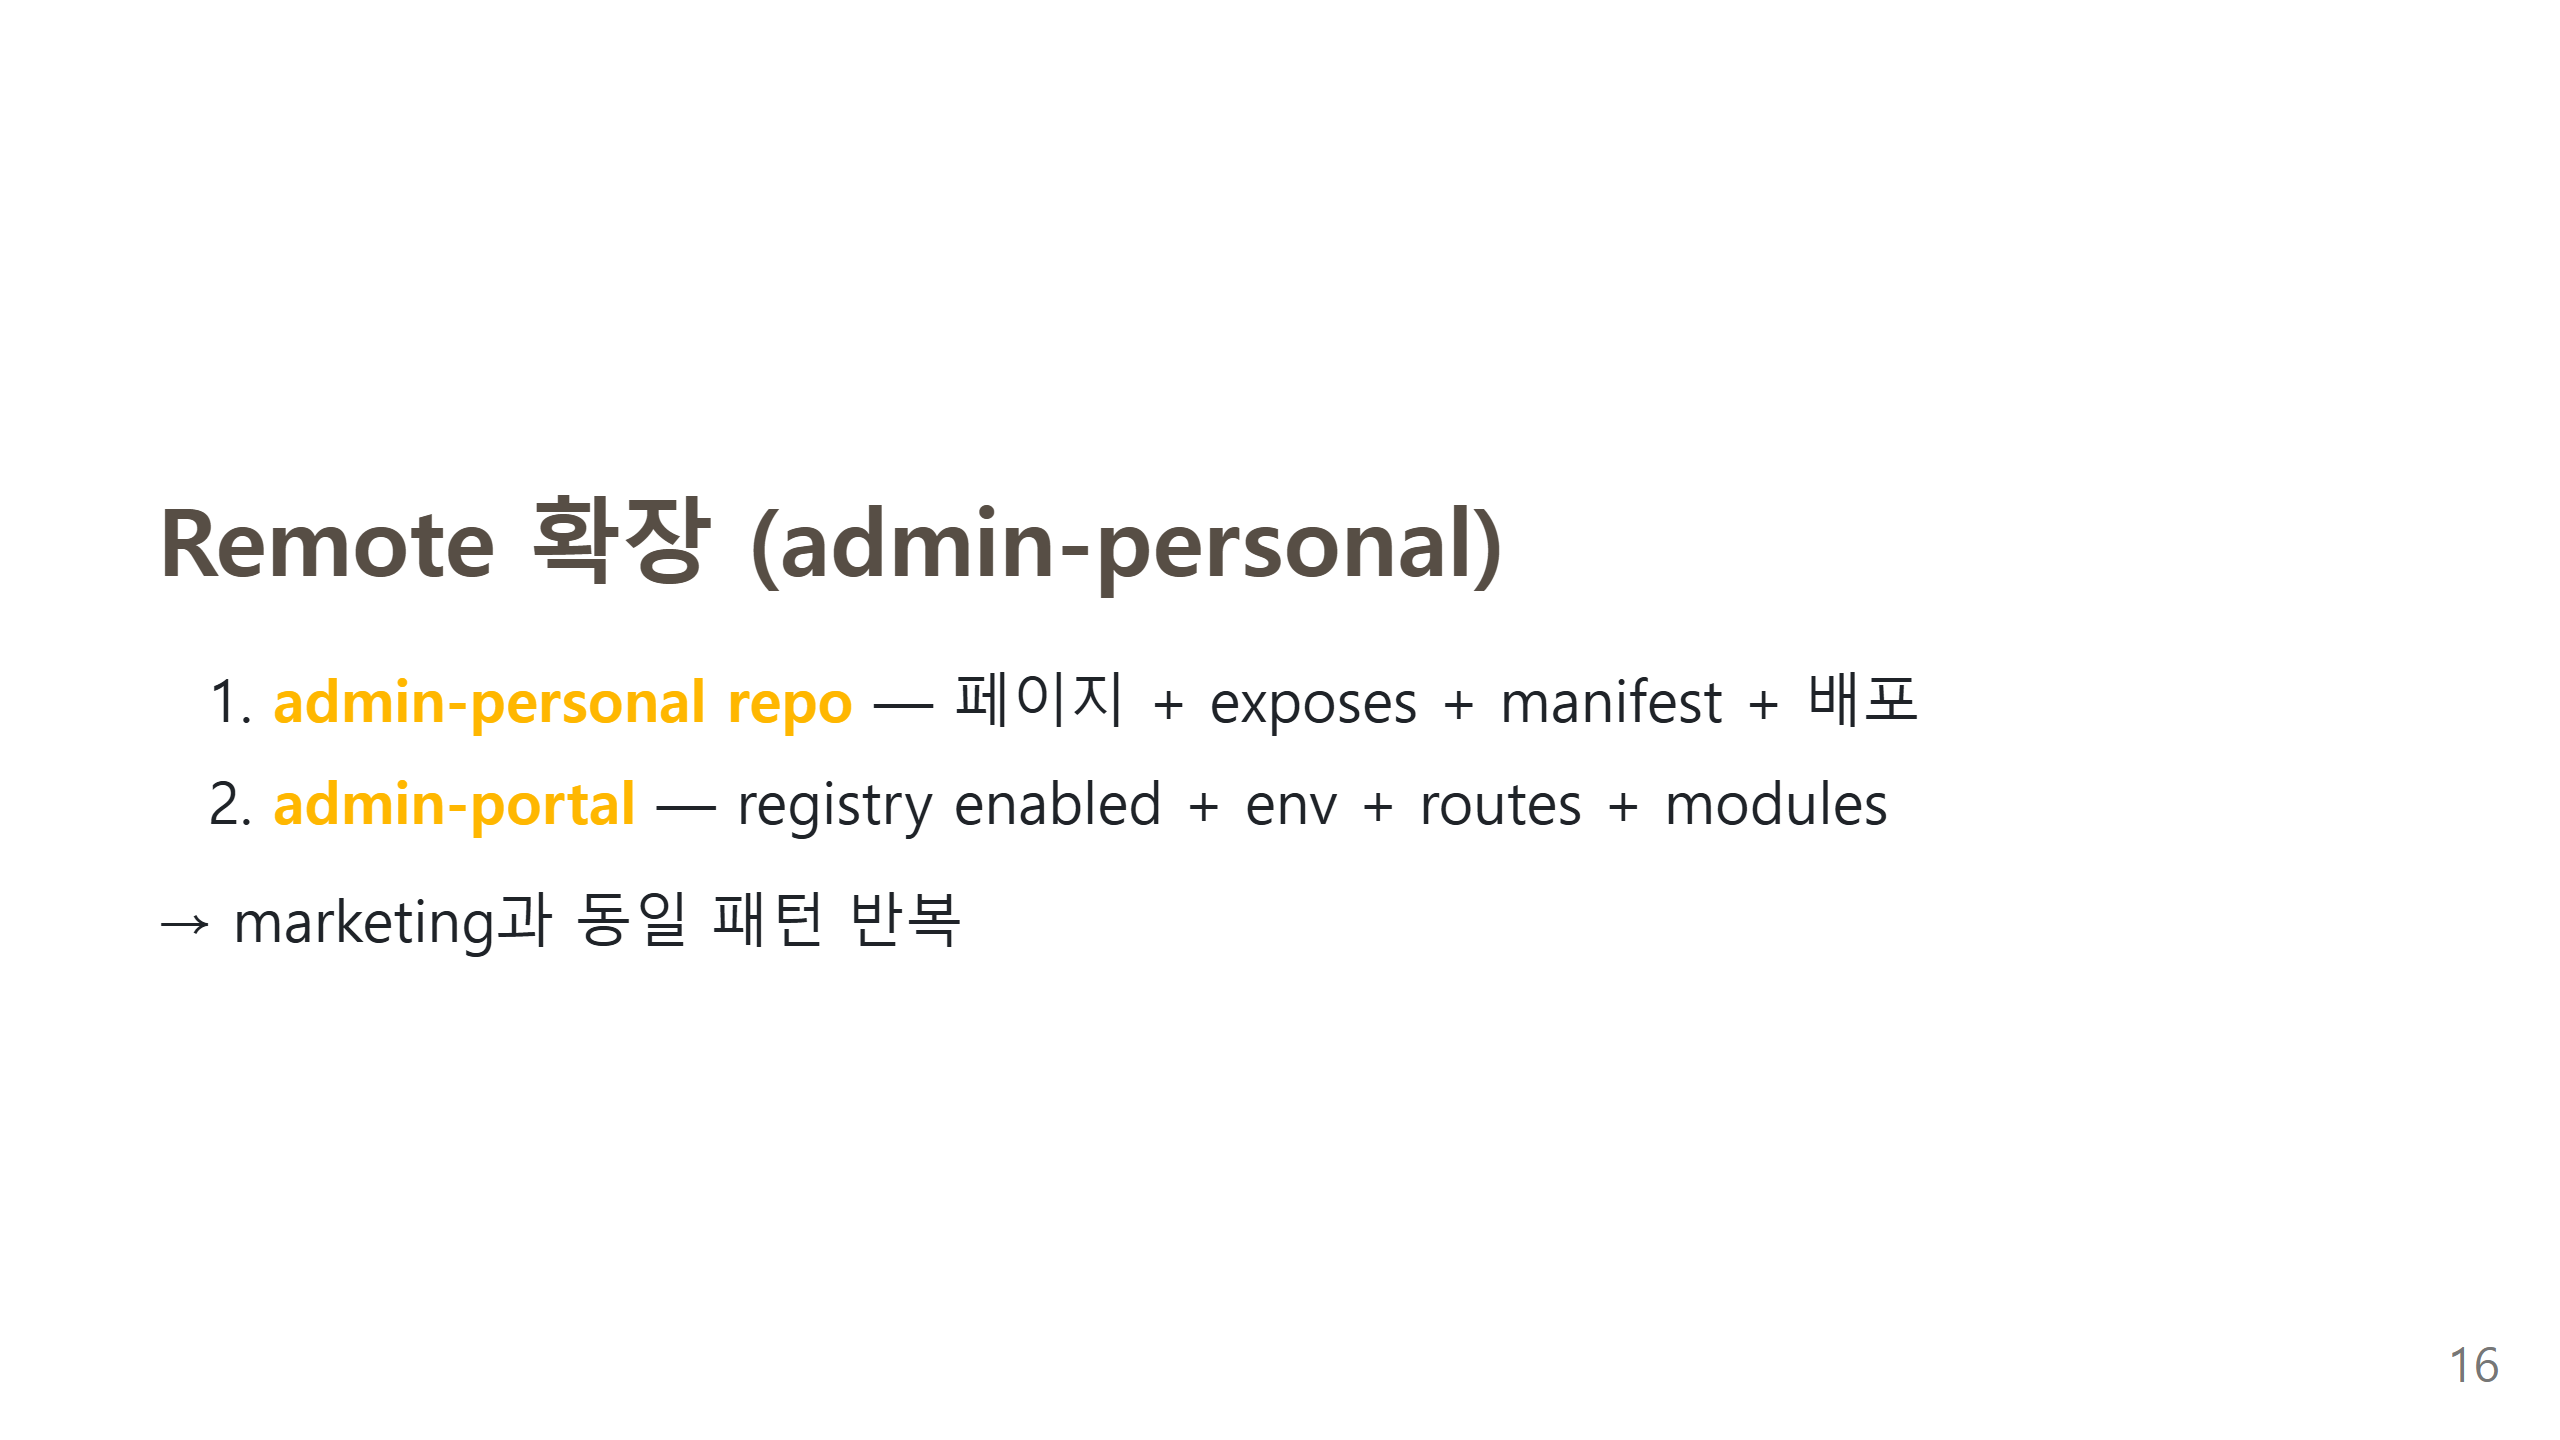 Remote 확장 (admin-personal)
1. admin-personal repo — 페이지 + exposes + manifest + 배포
2. admin-portal — registry enabled + env + routes + modules
→ marketing과 동일 패턴 반복
16